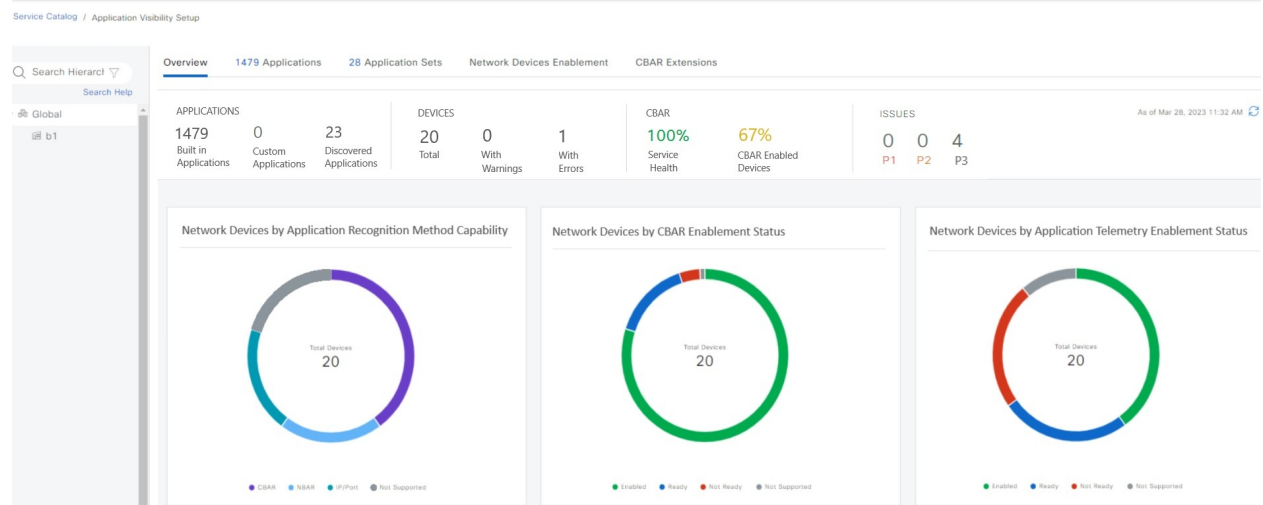 Service Catalog / Application Visibility Setup
Search Hierarcl
Search Help
Global
b1
Overview 1479 Applications 28 Application Sets Network Devices Enablement CBAR Extensions
APPLICATIONS
1479 0 23
Built in Applications Custom Applications Discovered Applications
DEVICES
20 0 1
Total With Warnings With Errors
CBAR
100% 67%
Service Health CBAR Enabled Devices
ISSUES
0 0 4
P1 P2 P3
As of Mar 28, 2023 11:32 AM
Network Devices by Application Recognition Method Capability
Total Devices
20
CBAR NBAR IP/Port Not Supported
Network Devices by CBAR Enablement Status
Total Devices
20
Enabled Ready Not Ready Not Supported
Network Devices by Application Telemetry Enablement Status
Total Devices
20
Enabled Ready Not Ready Not Supported